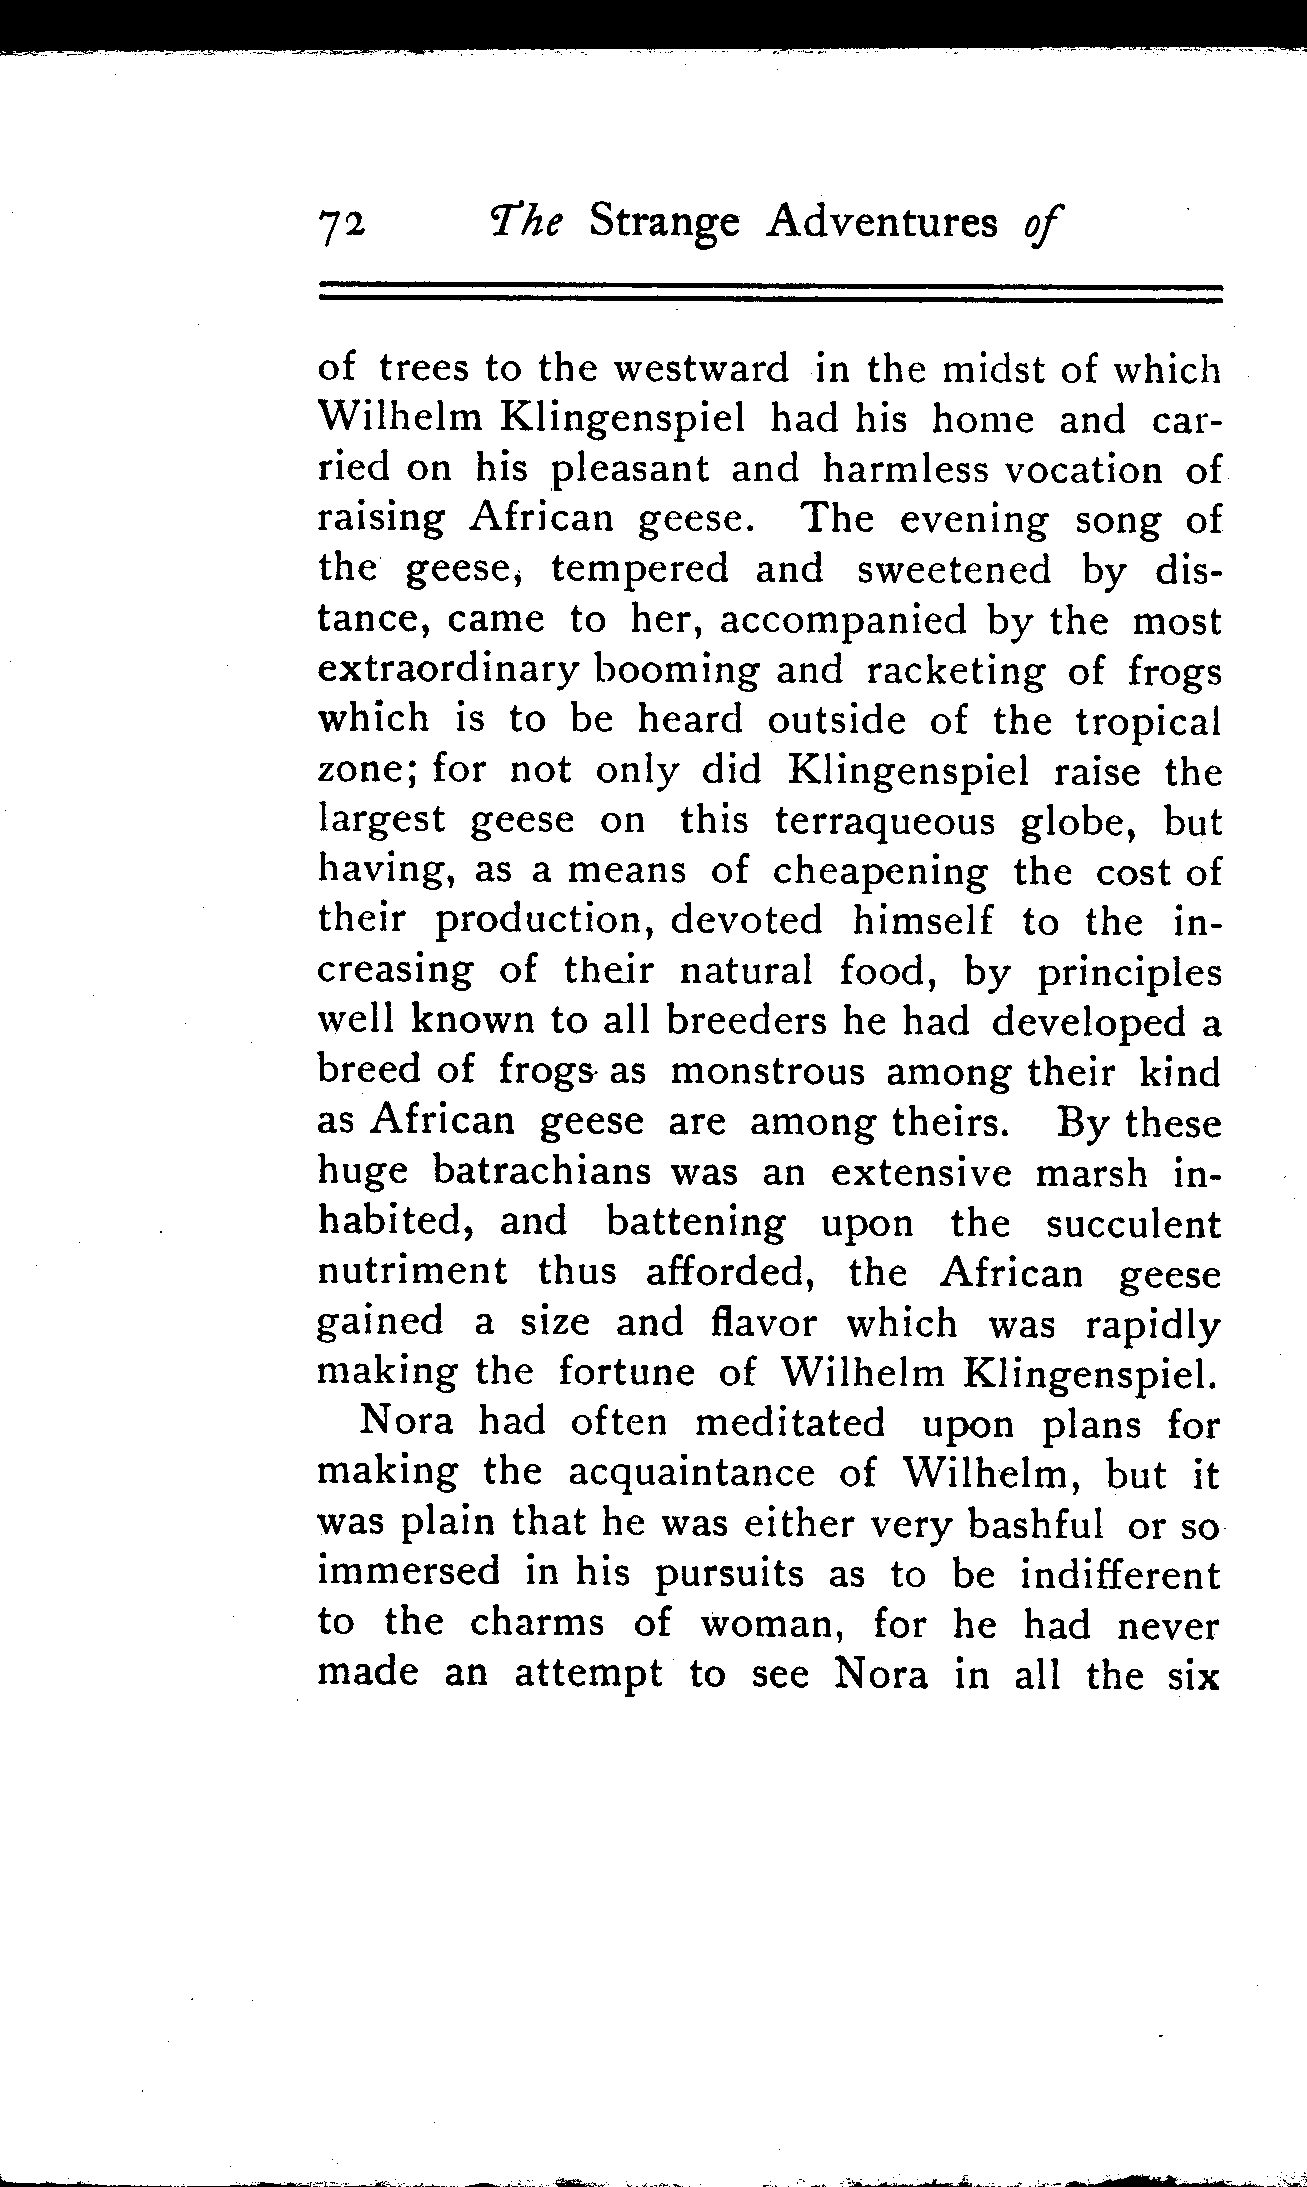 72 The Strange Adventures of
of trees to the westward in the midst of which
Wilhelm Klingenspiel had his home and car-
ried on his pleasant and harmless vocation of
raising African geese. The evening song of
the geese, tempered and sweetened by dis-
tance, came to her, accompanied by the most
extraordinary booming and racketing of frogs
which is to be heard outside of the tropical
zone; for not only did Klingenspiel raise the
largest geese on this terraqueous globe, but
having, as a means of cheapening the cost of
their production, devoted himself to the in-
creasing of their natural food, by principles
well known to all breeders he had developed a
breed of frogs as monstrous among their kind
as African geese are among theirs. By these
huge batrachians was an extensive marsh in-
habited, and battening upon the succulent
nutriment thus afforded, the African geese
gained a size and flavor which was rapidly
making the fortune of Wilhelm Klingenspiel.
Nora had often meditated upon plans for
making the acquaintance of Wilhelm, but it
was plain that he was either very bashful or so
immersed in his pursuits as to be indifferent
to the charms of woman, for he had never
made an attempt to see Nora in all the six